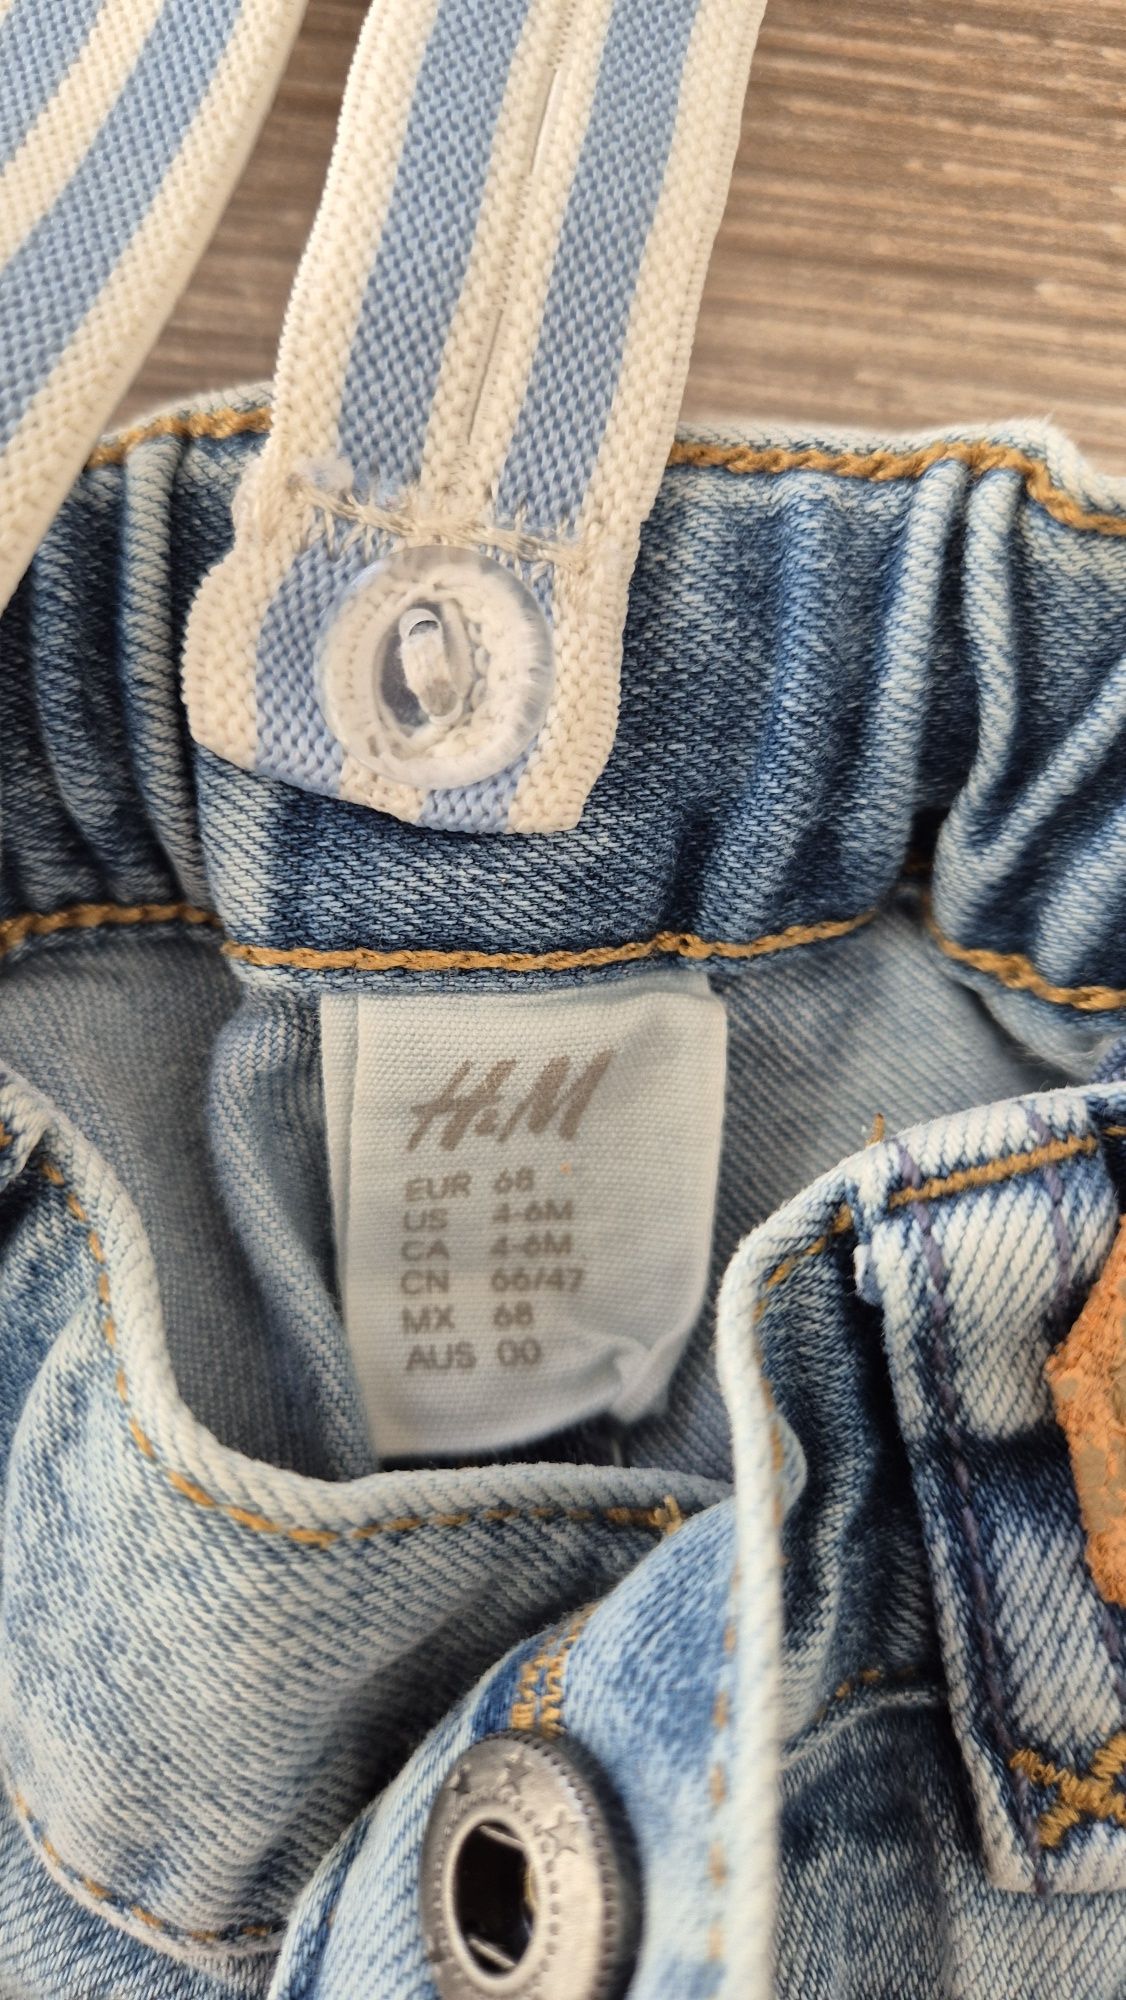 H&M
EUR 68
US 4-6M
CA 4-6M
CN 66/47
MX 68
AUS 00